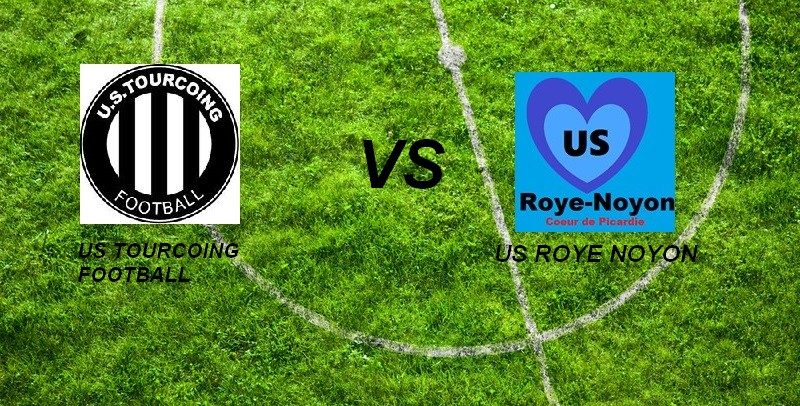 U.S.TOURCOING
FOOTBALL
US TOURCOING
FOOTBALL
VS
US
Roye-Noyon
Coeur de Picardie
US ROYE NOYON